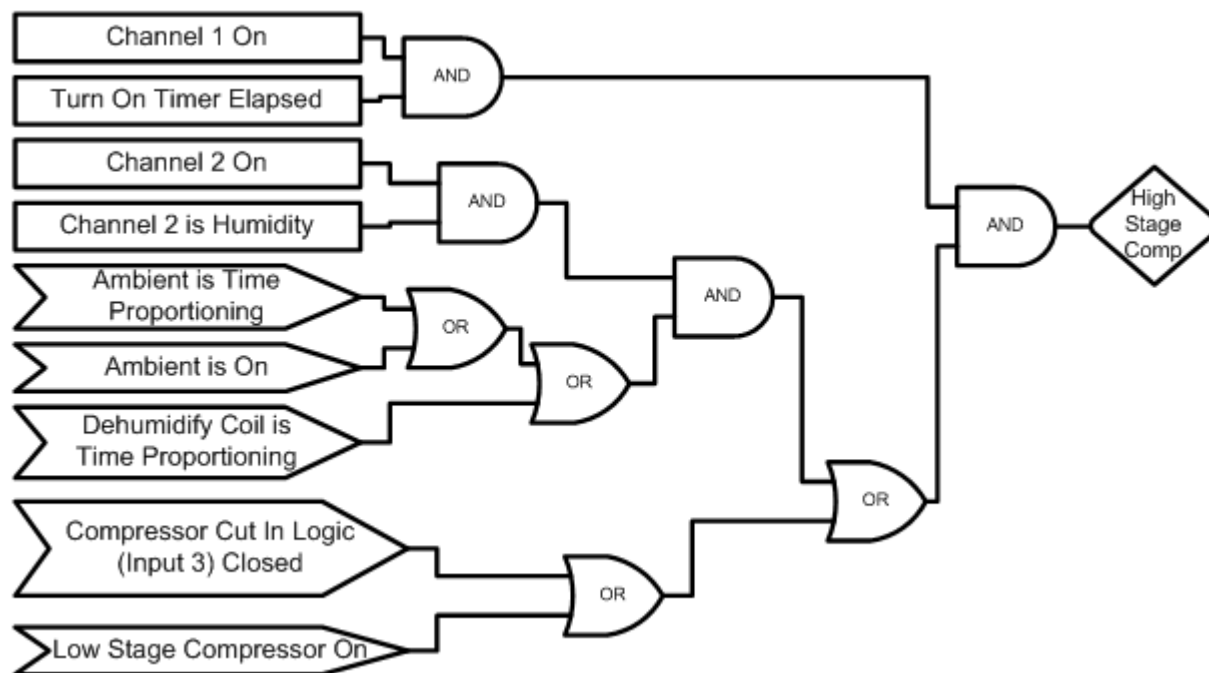 Channel 1 On
AND
Turn On Timer Elapsed
Channel 2 On
AND
Channel 2 is Humidity
High
Stage
Comp
AND
Ambient is Time
Proportioning
AND
OR
Ambient is On
OR
Dehumidify Coil is
Time Proportioning
OR
Compressor Cut In Logic
(Input 3) Closed
OR
Low Stage Compressor On